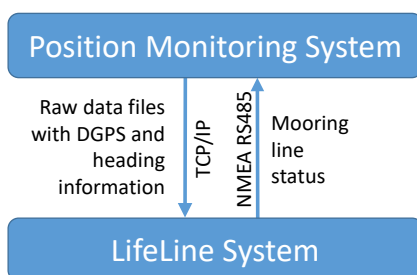 Position Monitoring System
Raw data files
with DGPS and
heading
information
TCP/IP
NMEA RS485
Mooring
line
status
LifeLine System